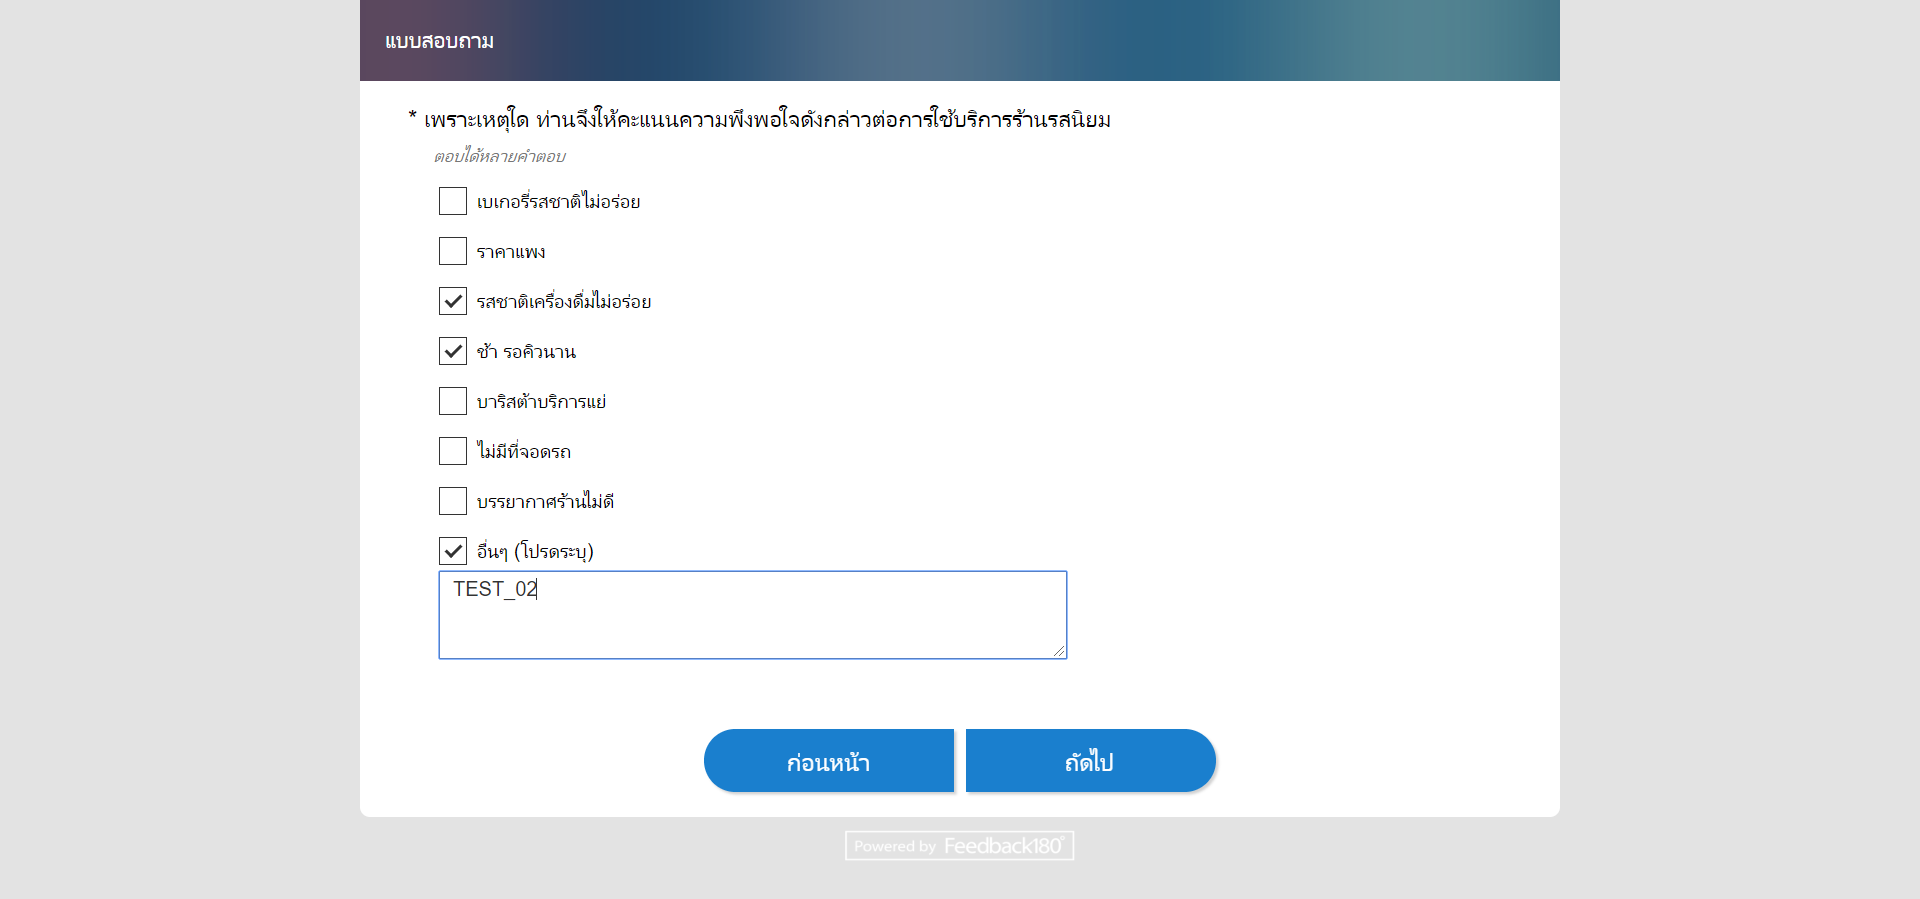 แบบสอบถาม
* เพราะเหตุใด ท่านจึงให้คะแนนความพึงพอใจดังกล่าวต่อการใช้บริการร้านรสนิยม
ตอบได้หลายคำตอบ
เบเกอรี่รสชาติไม่อร่อย
ราคาแพง
รสชาติเครื่องดื่มไม่อร่อย
ช้า รอคิวนาน
บาริสต้าบริการแย่
ไม่มีที่จอดรถ
บรรยากาศร้านไม่ดี
อื่นๆ (โปรดระบุ)
TEST_02
ก่อนหน้า ถัดไป
Powered by Feedback180°